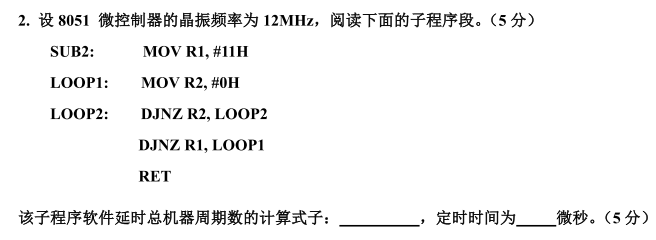 2. 设 8051 微控制器的晶振频率为 12MHz，阅读下面的子程序段。（5 分）
SUB2: MOV R1, #11H
LOOP1: MOV R2, #0H
LOOP2: DJNZ R2, LOOP2
DJNZ R1, LOOP1
RET
该子程序软件延时总机器周期数的计算式子：__________，定时时间为_____微秒。（5 分）